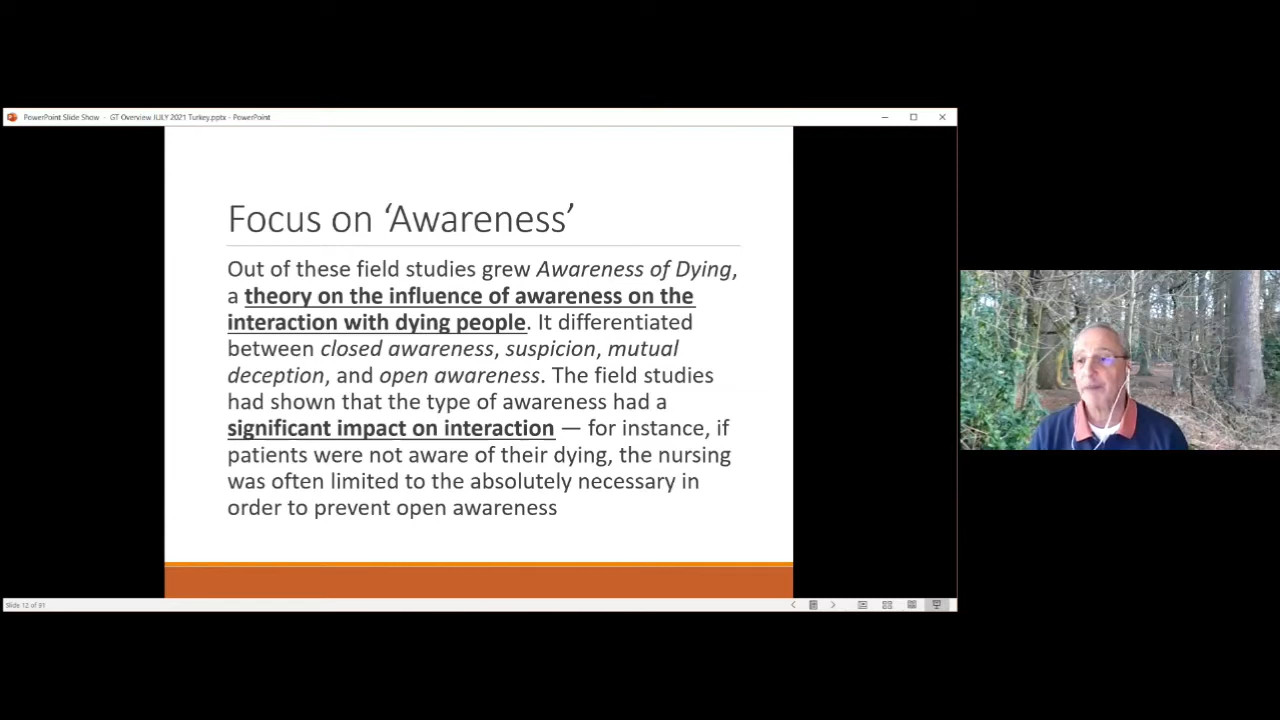 PowerPoint Slide Show - GT Overview JULY 2021 Turkey.pptx - PowerPoint
Focus on ‘Awareness’
Out of these field studies grew Awareness of Dying,
a theory on the influence of awareness on the
interaction with dying people. It differentiated
between closed awareness, suspicion, mutual
deception, and open awareness. The field studies
had shown that the type of awareness had a
significant impact on interaction — for instance, if
patients were not aware of their dying, the nursing
was often limited to the absolutely necessary in
order to prevent open awareness
Slide 12 of 91